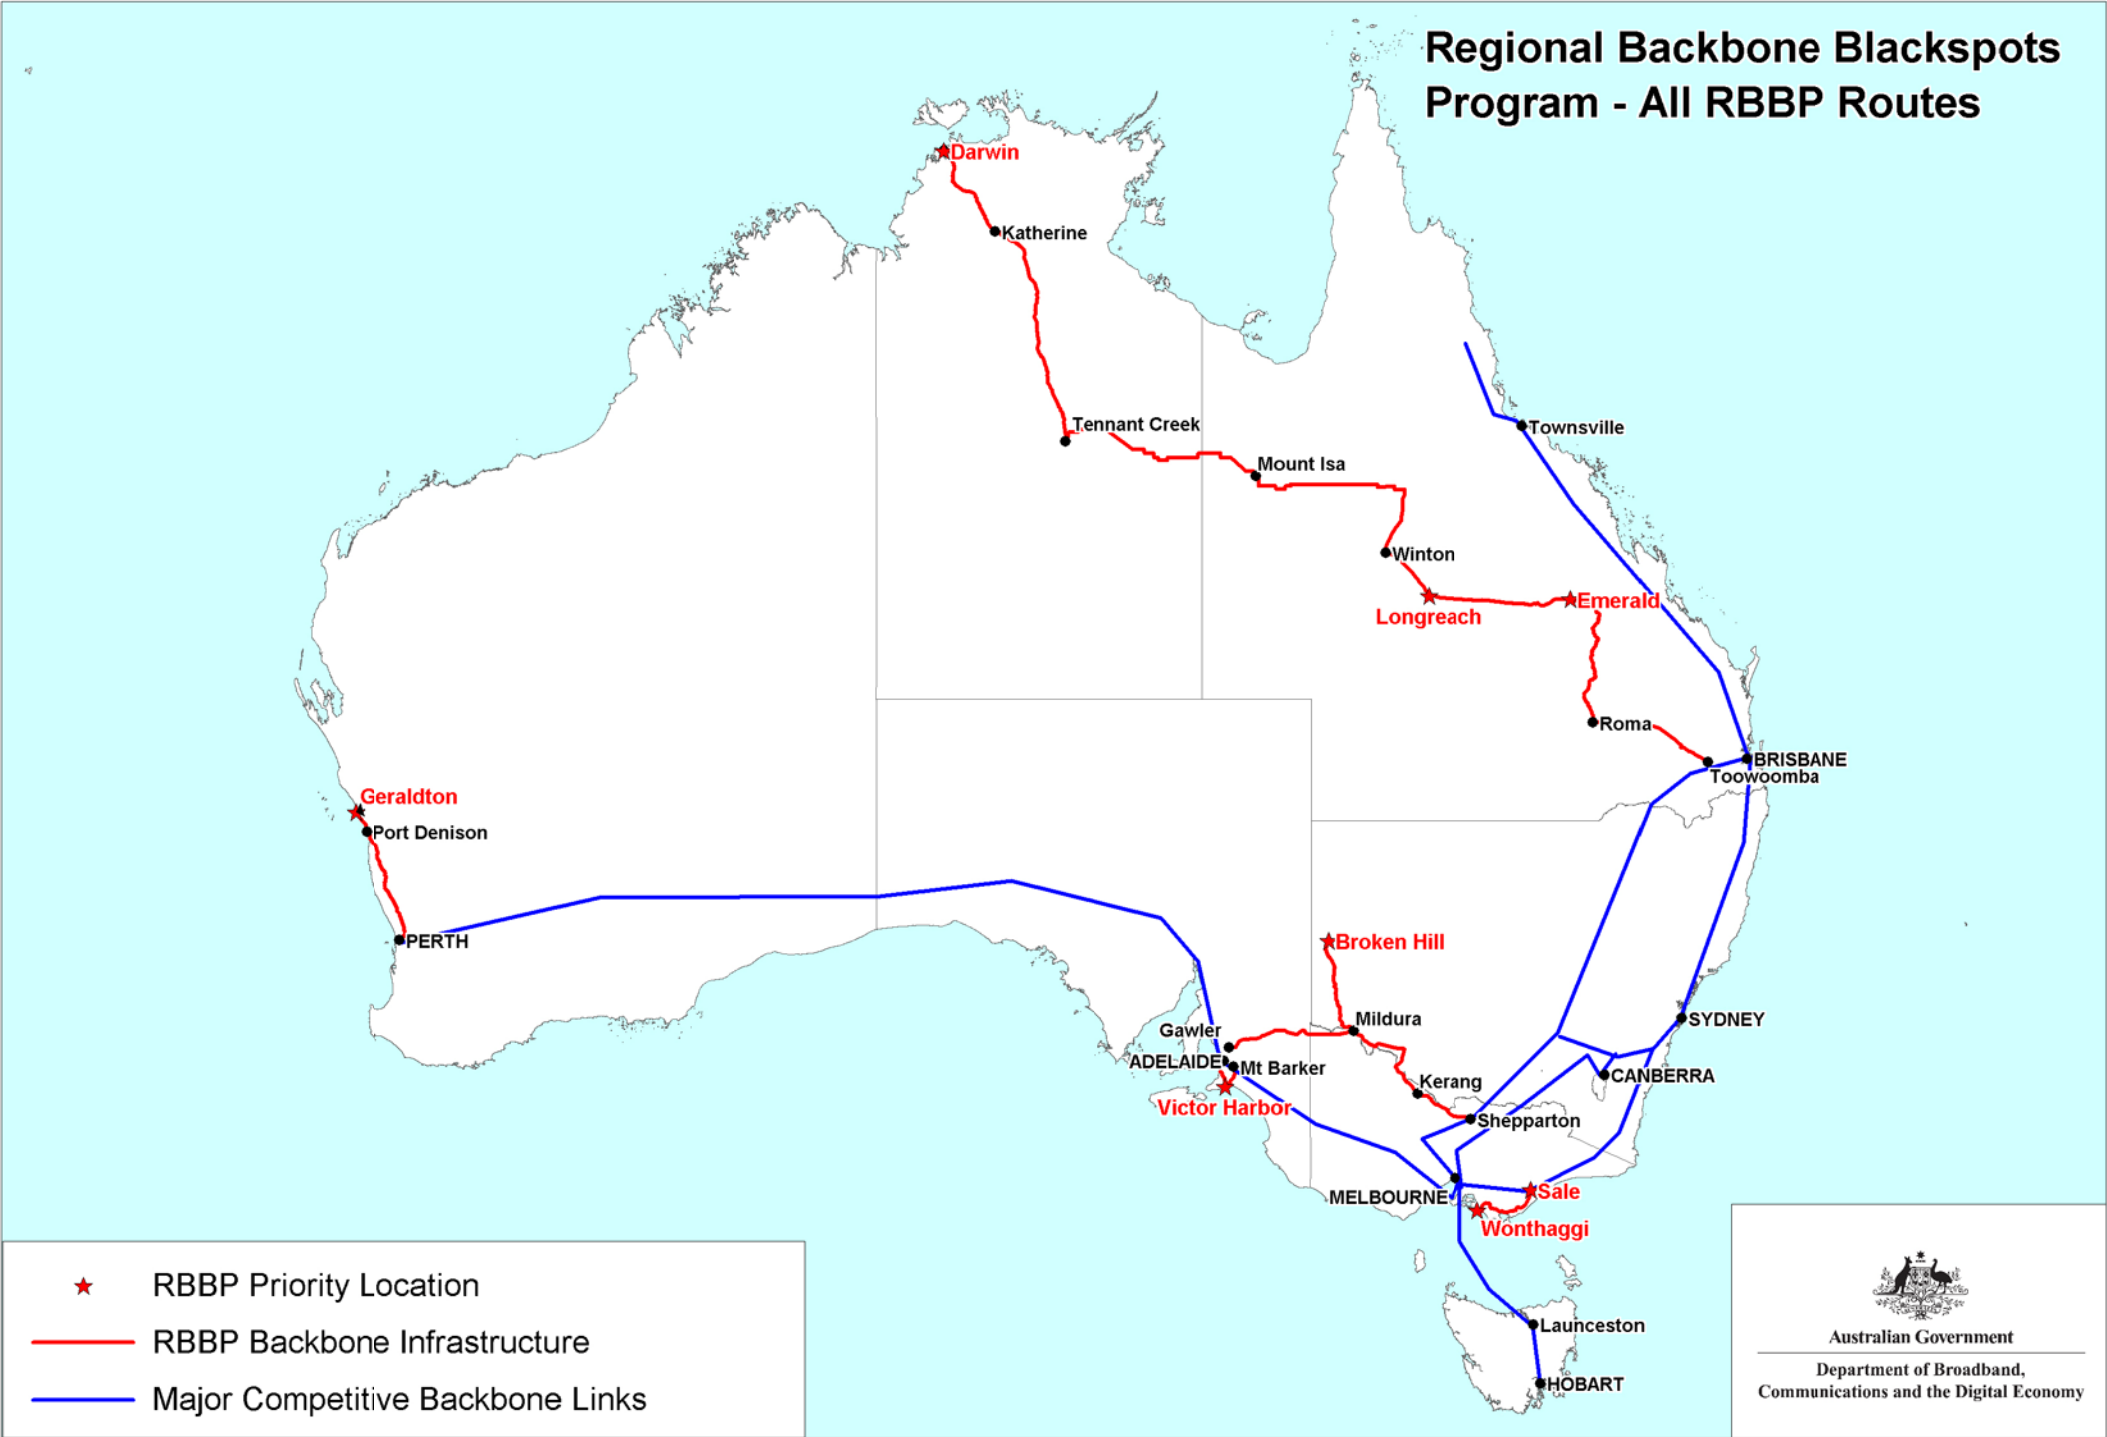 Regional Backbone Blackspots
Program - All RBBP Routes
Darwin
Katherine
Tennant Creek
Townsville
Mount Isa
Winton
Longreach
Emerald
Roma
BRISBANE
Toowoomba
Geraldton
Port Denison
PERTH
Broken Hill
Mildura
SYDNEY
Gawler
ADELAIDE
Mt Barker
CANBERRA
Kerang
Victor Harbor
Shepparton
MELBOURNE
Sale
Wonthaggi
Launceston
HOBART
RBBP Priority Location
RBBP Backbone Infrastructure
Major Competitive Backbone Links
Australian Government
Department of Broadband,
Communications and the Digital Economy